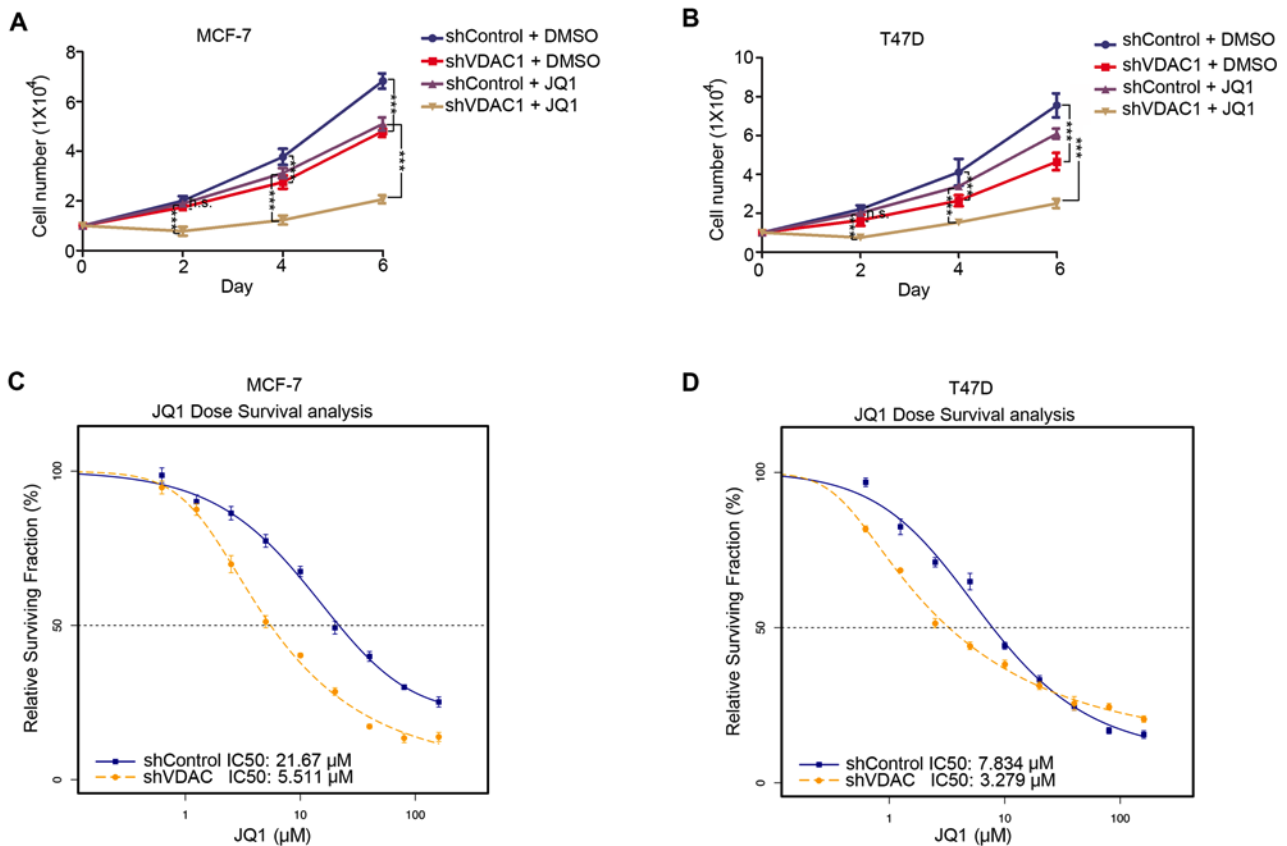 A
MCF-7
shControl + DMSO
shVDAC1 + DMSO
shControl + JQ1
shVDAC1 + JQ1
Cell number (1X10⁴)
8
6
4
2
0
0 2 4 6
Day
***
***
***
n.s.
B
T47D
shControl + DMSO
shVDAC1 + DMSO
shControl + JQ1
shVDAC1 + JQ1
Cell number (1X10⁴)
10
8
6
4
2
0
0 2 4 6
Day
***
***
***
n.s.
C
MCF-7
JQ1 Dose Survival analysis
Relative Surviving Fraction (%)
100
50
0
shControl IC50: 21.67 µM
shVDAC IC50: 5.511 µM
1 10 100
JQ1 (µM)
D
T47D
JQ1 Dose Survival analysis
Relative Surviving Fraction (%)
100
50
0
shControl IC50: 7.834 µM
shVDAC IC50: 3.279 µM
1 10 100
JQ1 (µM)